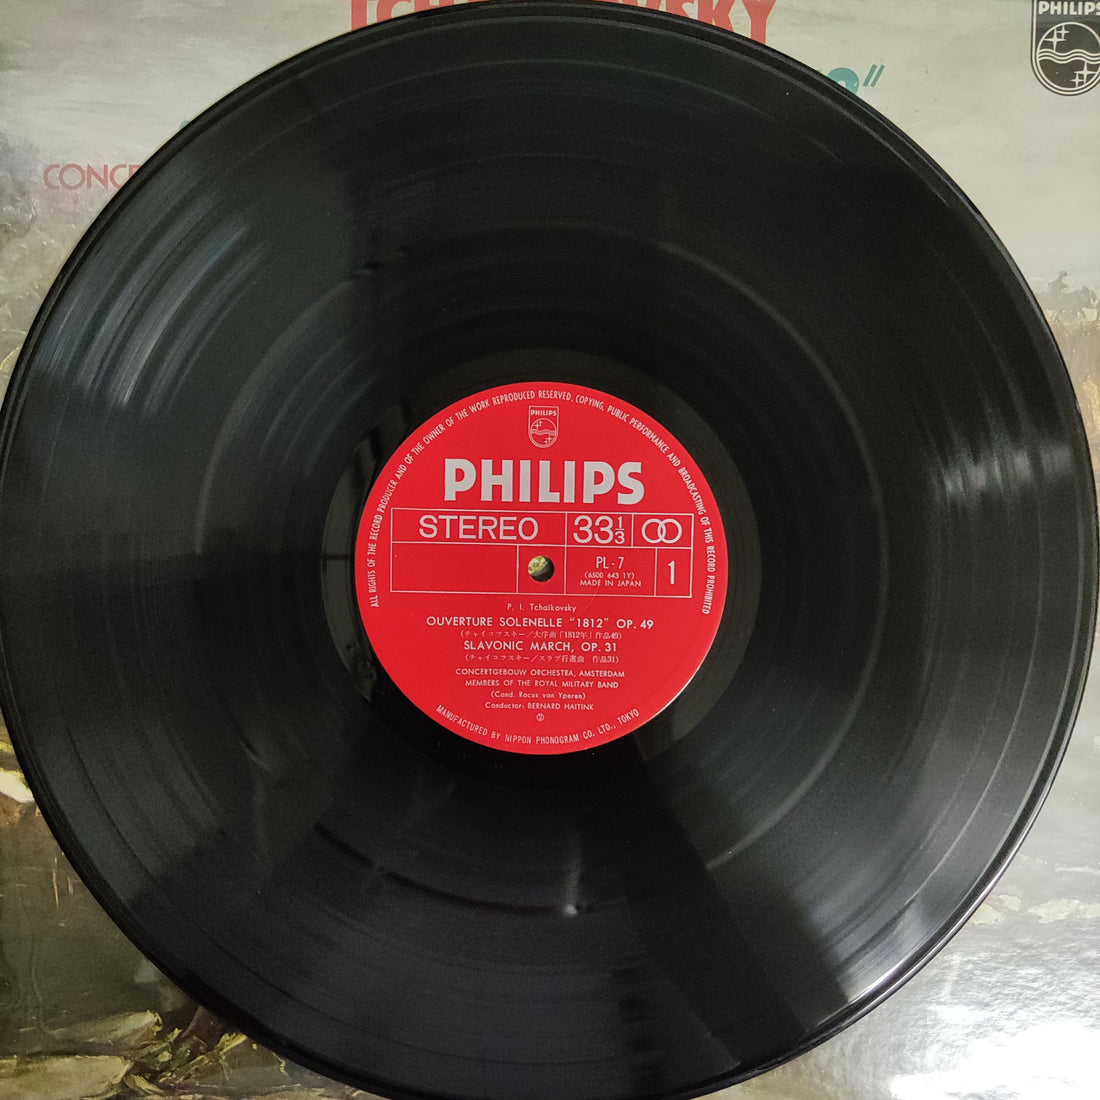 TCHAIKOVSKY
PHILIPS
CONCE
ALL RIGHTS OF THE RECORD PRODUCER AND OF THE OWNER OF THE WORK REPRODUCED RESERVED. COPYING, PUBLIC PERFORMANCE AND BROADCASTING OF THIS RECORD PROHIBITED
PHILIPS
PHILIPS
STEREO 33 1/3
PL-7
(6500 643 1Y)
MADE IN JAPAN
1
P. I. Tchaikovsky
OUVERTURE SOLENELLE "1812" OP. 49
(チャイコフスキー/大序曲「1812年」作品49)
SLAVONIC MARCH, OP. 31
(チャイコフスキー/スラブ行進曲 作品31)
CONCERTGEBOUW ORCHESTRA, AMSTERDAM
MEMBERS OF THE ROYAL MILITARY BAND
(Cond. Rocus van Yperen)
Conductor: BERNARD HAITINK
②
MANUFACTURED BY NIPPON PHONOGRAM CO., LTD., TOKYO